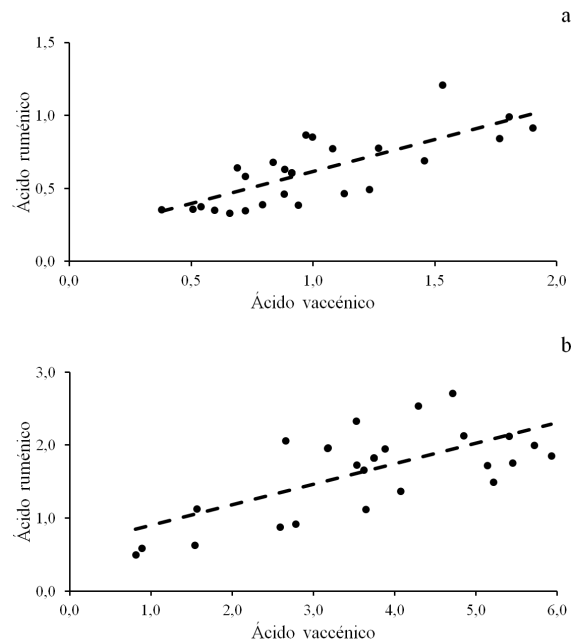 a
1,5
1,0
0,5
0,0
Ácido ruménico
0,0 0,5 1,0 1,5 2,0
Ácido vaccénico
b
3,0
2,0
1,0
0,0
Ácido ruménico
0,0 1,0 2,0 3,0 4,0 5,0 6,0
Ácido vaccénico